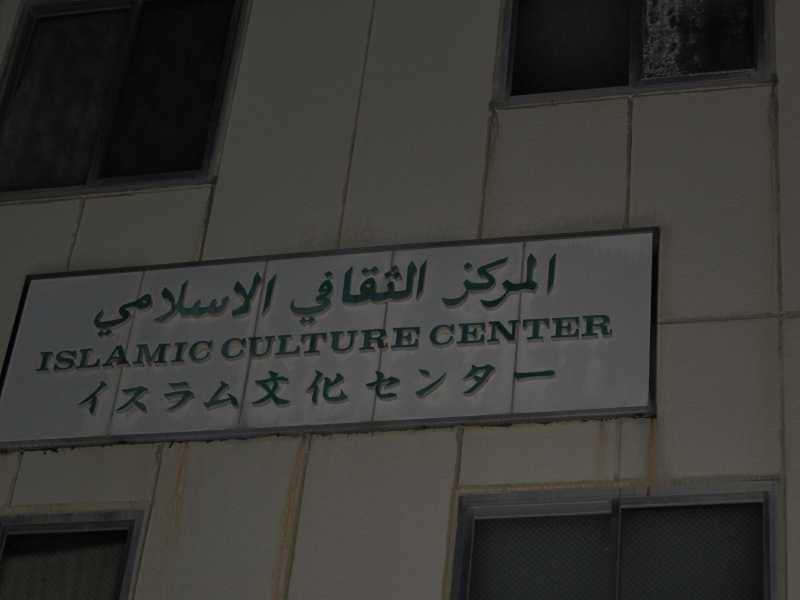 المركز الثقافي الاسلامي
ISLAMIC CULTURE CENTER
イスラム文化センター